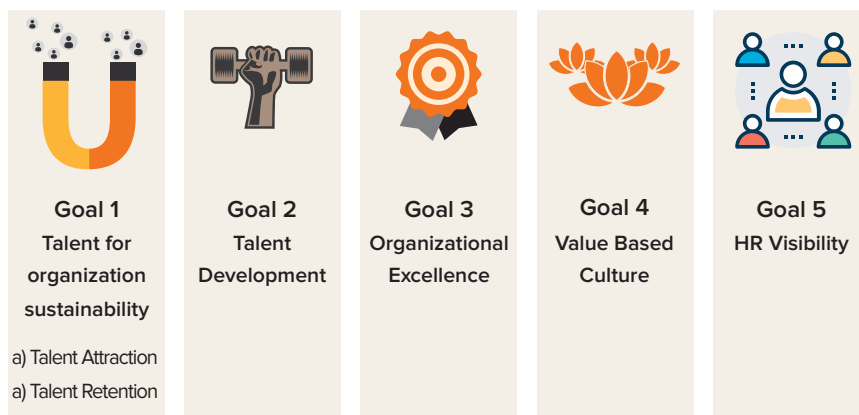 Goal 1
Talent for
organization
sustainability
a) Talent Attraction
a) Talent Retention
Goal 2
Talent
Development
Goal 3
Organizational
Excellence
Goal 4
Value Based
Culture
Goal 5
HR Visibility